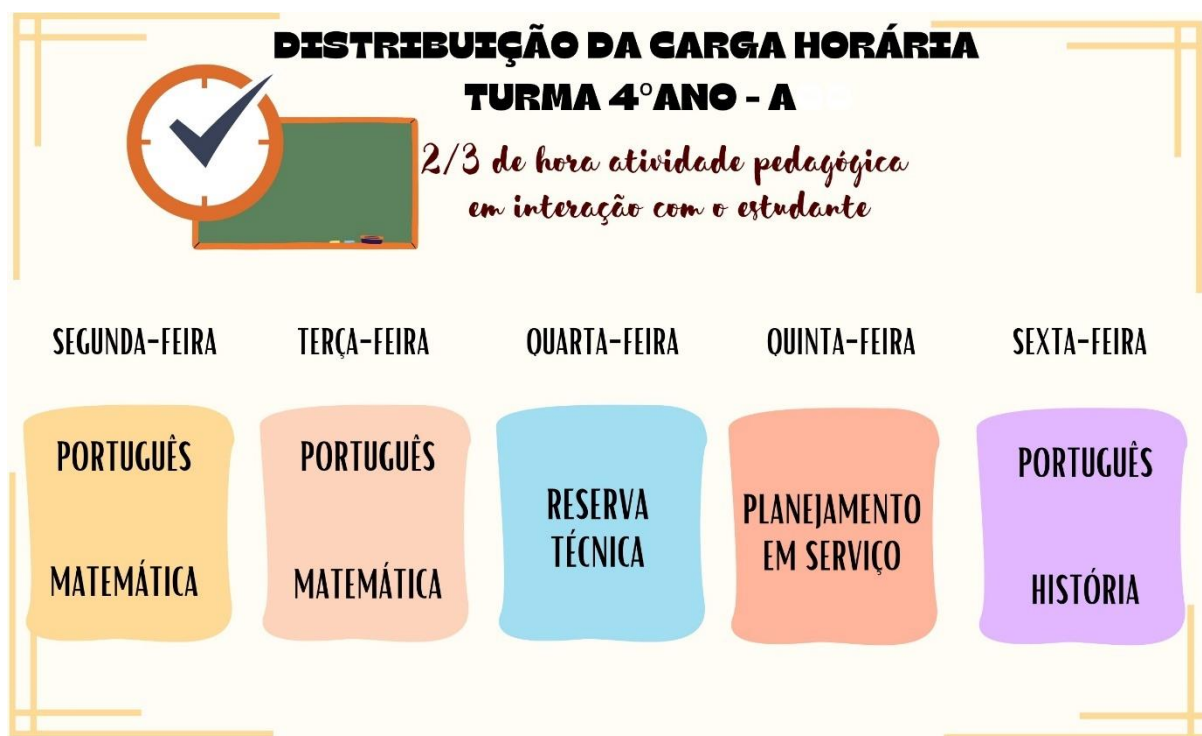 DISTRIBUIÇÃO DA CARGA HORÁRIA
TURMA 4°ANO - A
2/3 de hora atividade pedagógica
em interação com o estudante
SEGUNDA-FEIRA
TERÇA-FEIRA
QUARTA-FEIRA
QUINTA-FEIRA
SEXTA-FEIRA
PORTUGUÊS
MATEMÁTICA
PORTUGUÊS
MATEMÁTICA
RESERVA
TÉCNICA
PLANEJAMENTO
EM SERVIÇO
PORTUGUÊS
HISTÓRIA